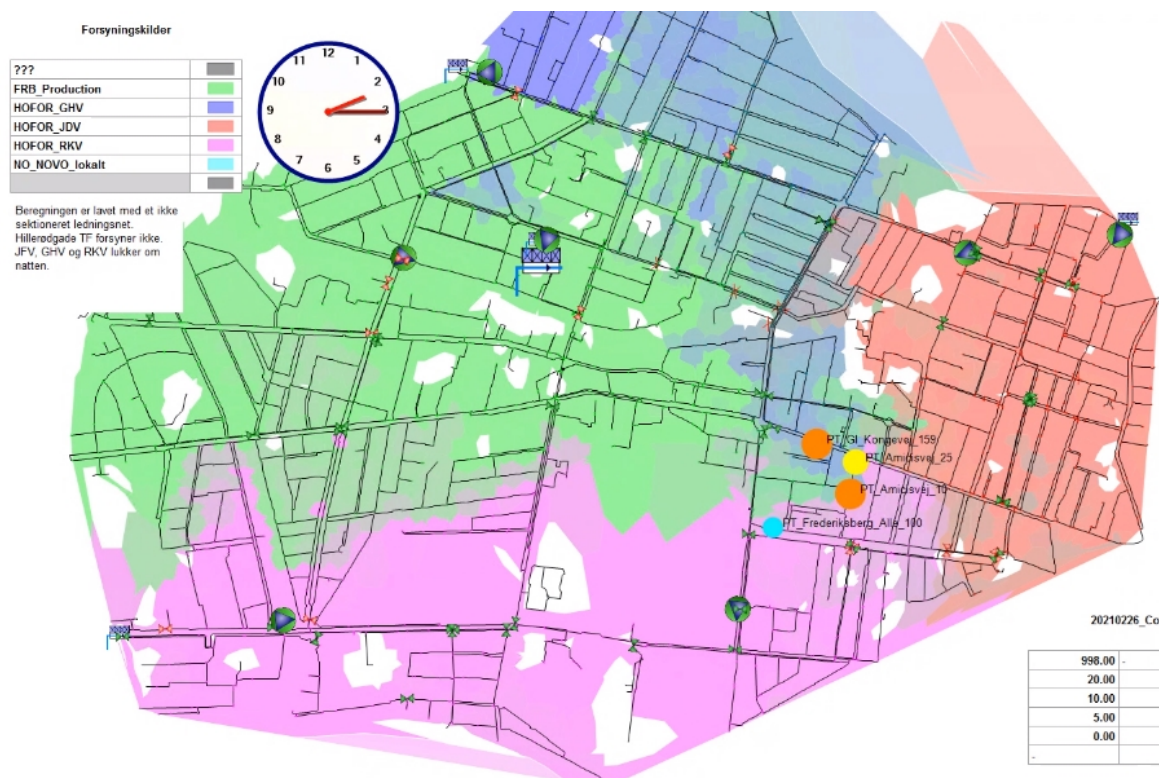 Forsyningskilder
???
FRB_Production
HOFOR_GHV
HOFOR_JDV
HOFOR_RKV
NO_NOVO_lokalt
12
1
2
3
4
5
6
7
8
9
10
11
Beregningen er lavet med et ikke
sektioneret ledningsnet.
Hillerødgade TF forsyner ikke.
JFV, GHV og RKV lukker om
natten.
PT_Gl_Kongevej_159
PT_Amicisvej_25
PT_Amicisvej_10
PT_Frederiksberg_Alle_100
20210226_Co
998.00 -
20.00
10.00
5.00
0.00
-